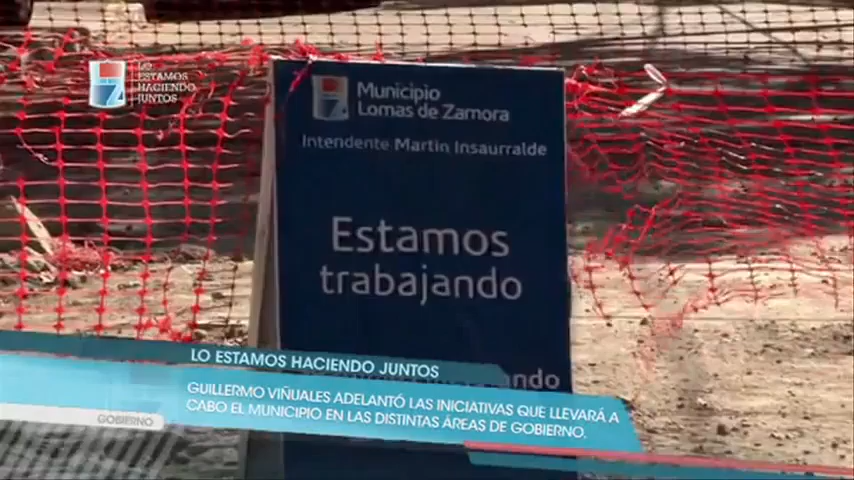 LO
ESTAMOS
HACIENDO
JUNTOS
Municipio
Lomas de Zamora
Intendente Martin Insaurralde
Estamos
trabajando
LO ESTAMOS HACIENDO JUNTOS
GUILLERMO VIÑUALES ADELANTÓ LAS INICIATIVAS QUE LLEVARÁ A
CABO EL MUNICIPIO EN LAS DISTINTAS ÁREAS DE GOBIERNO.
GOBIERNO